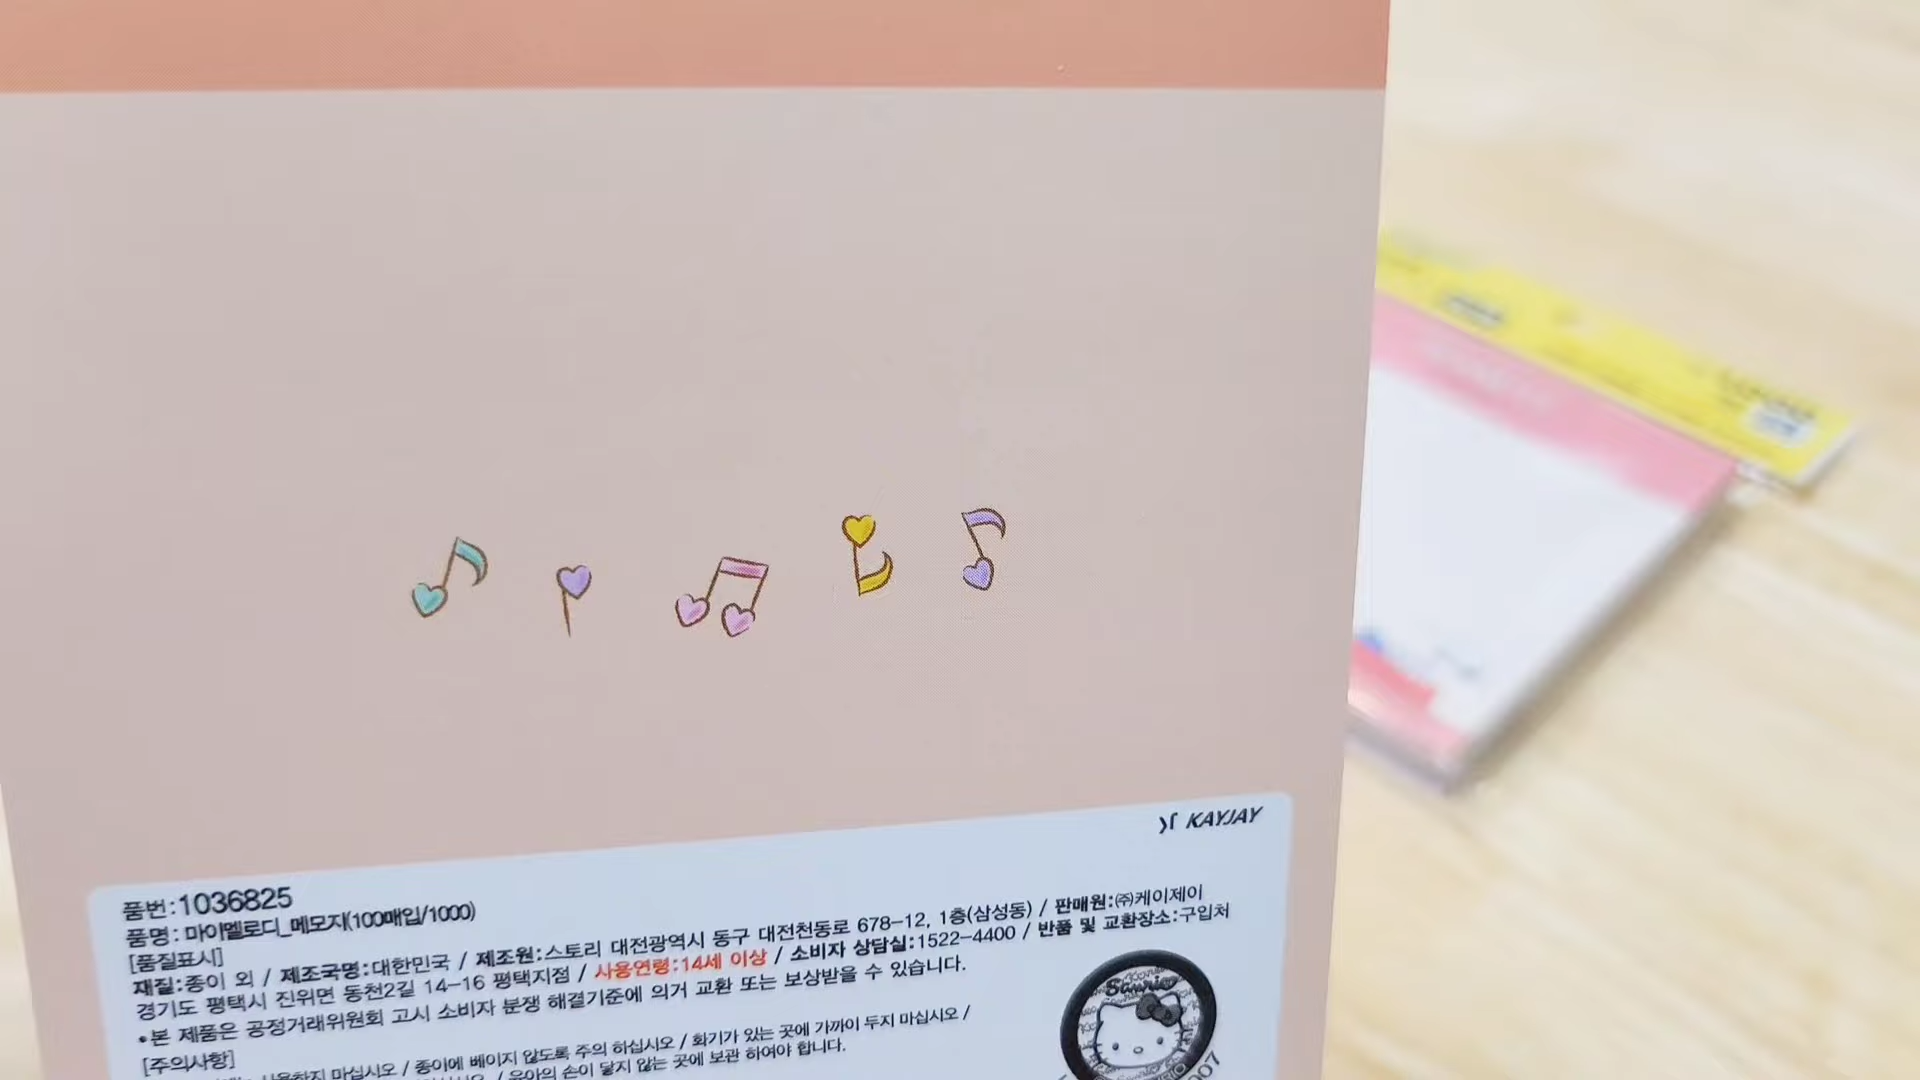 KAYJAY
품번:1036825
품명:마이멜로디_메모지(100매입/1000)
[품질표시]
재질:종이 외 / 제조국명:대한민국 / 제조원:스토리 대전광역시 동구 대전천동로 678-12, 1층(삼성동) / 판매원:㈜케이제이
경기도 평택시 진위면 동천2길 14-16 평택지점 / 사용연령:14세 이상 / 소비자 상담실:1522-4400 / 반품 및 교환장소:구입처
•본 제품은 공정거래위원회 고시 소비자 분쟁 해결기준에 의거 교환 또는 보상받을 수 있습니다.
[주의사항]
사용하지 마십시오 / 종이에 베이지 않도록 주의 하십시오 / 화기가 있는 곳에 가까이 두지 마십시오 /
유아의 손이 닿지 않는 곳에 보관 하여야 합니다.
Sanrio